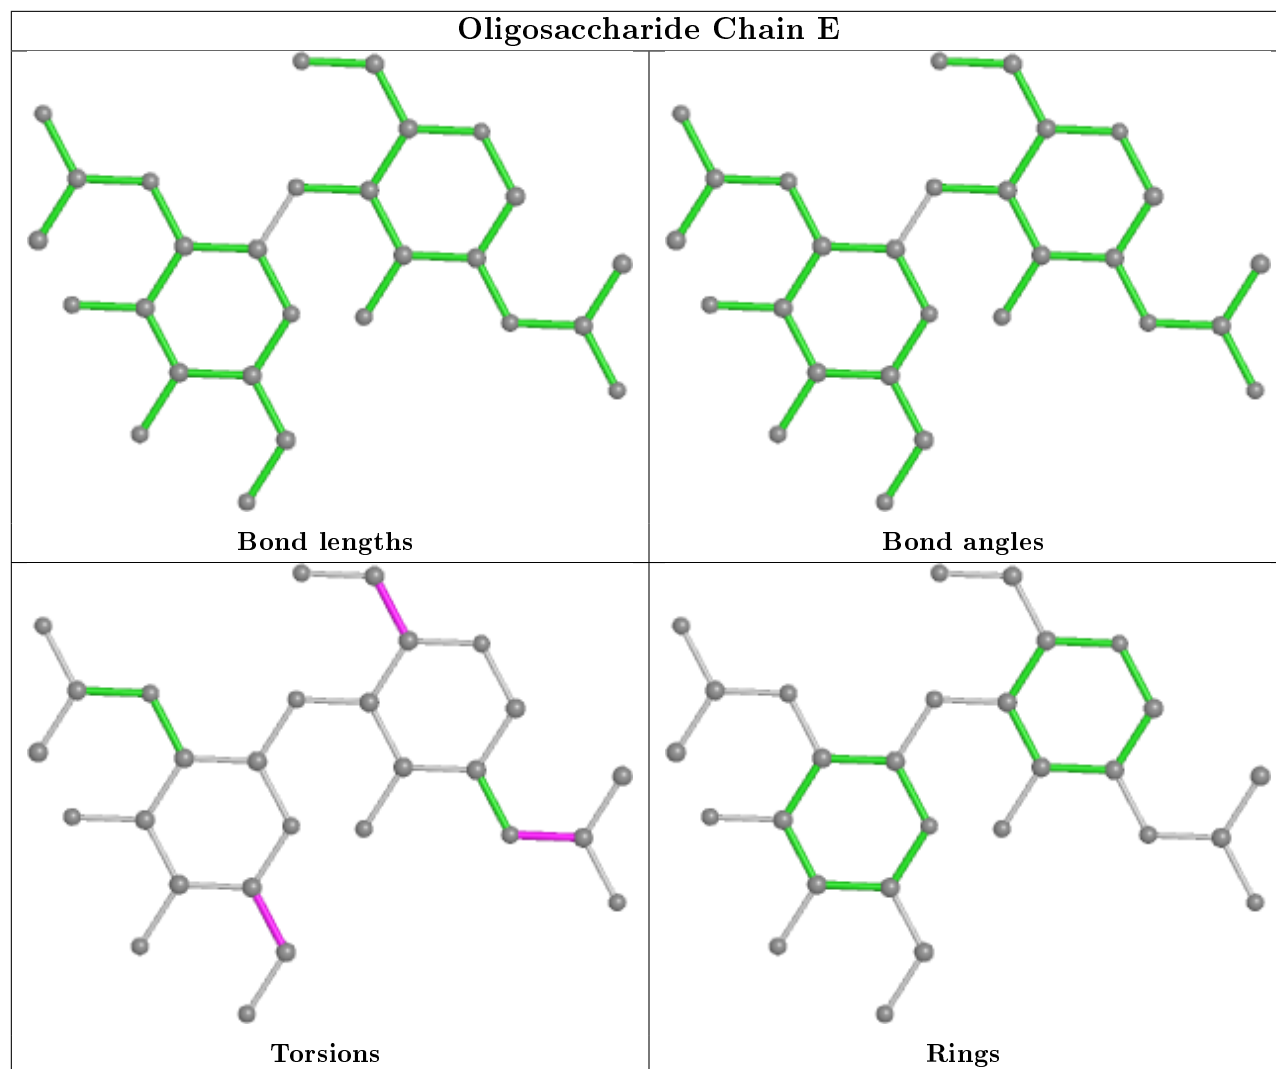 Oligosaccharide Chain E
Bond lengths
Bond angles
Torsions
Rings